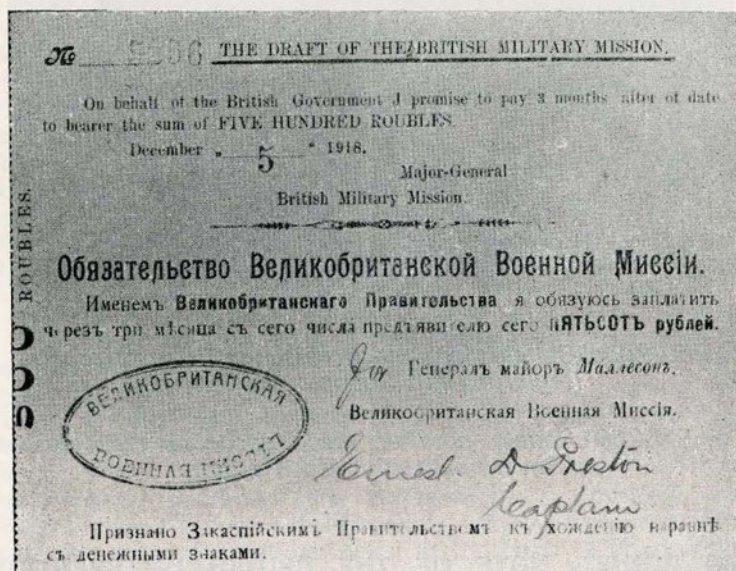 № THE DRAFT OF THE BRITISH MILITARY MISSION.
On behalf of the British Government J promise to pay 3 months after of date
to bearer the sum of FIVE HUNDRED ROUBLES
December „ 5 “ 1918.
Major-General
British Military Mission.
ROUBLES.
Обязательство Великобританской Военной Миссіи.
Именемъ Великобританскаго Правительства я обязуюсь заплатить
черезъ три мѣсяца съ сего числа предъявителю сего ПЯТЬСОТЪ рублей.
for Генералъ майоръ Маллесонъ.
ВЕЛИКОБРИТАНСКАЯ
ВОЕННАЯ МИССІЯ
Великобританская Военная Миссія.
Ernest D Preston
Captain
Признано Закаспійскимъ Правительствомъ къ хожденію наравнѣ
съ денежными знаками.